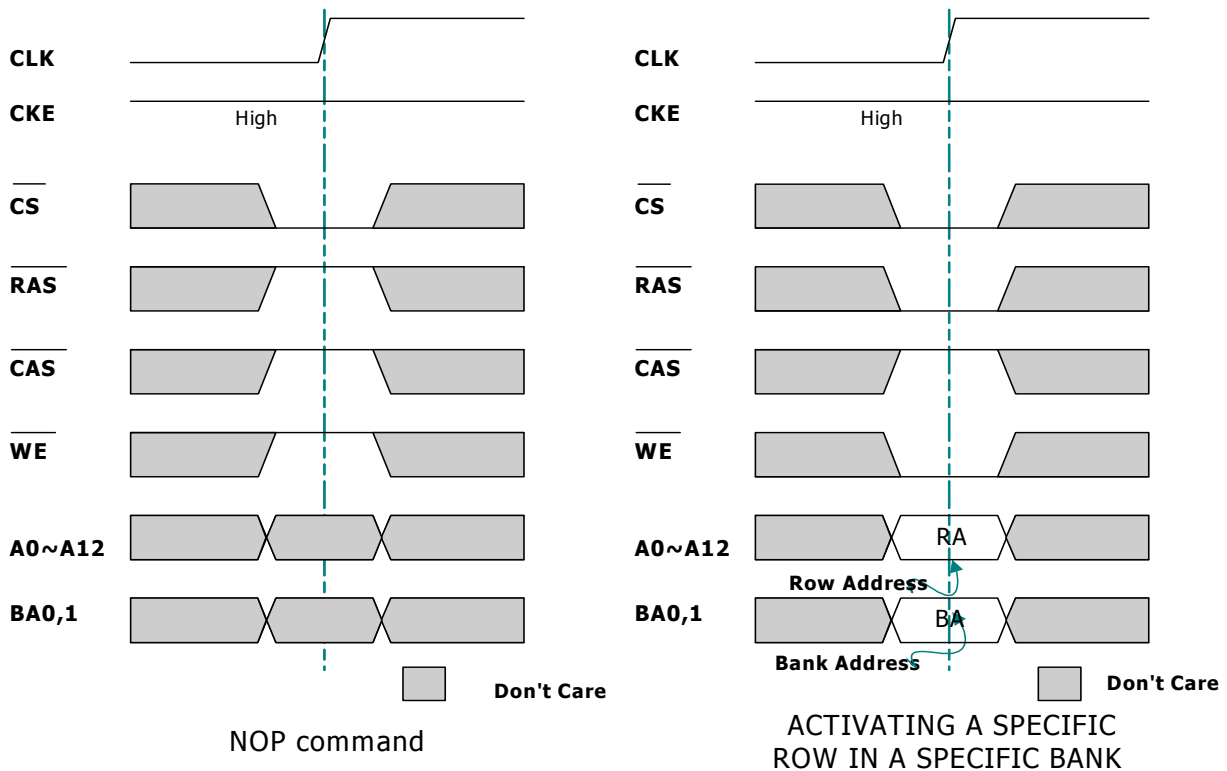 CLK
CKE
High
CS
RAS
CAS
WE
A0~A12
BA0,1
Don't Care
NOP command
CLK
CKE
High
CS
RAS
CAS
WE
A0~A12
RA
Row Address
BA0,1
BA
Bank Address
Don't Care
ACTIVATING A SPECIFIC
ROW IN A SPECIFIC BANK